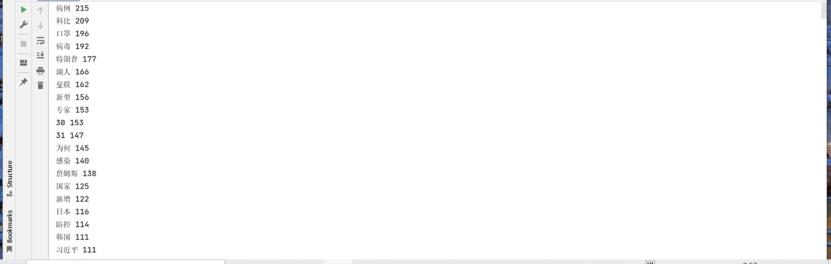 病例 215
科比 209
口罩 196
病毒 192
特朗普 177
湖人 166
曼联 162
新型 156
专家 153
30 153
31 147
为何 145
感染 140
詹姆斯 138
国家 125
新增 122
日本 116
防控 114
韩国 111
习近平 111
Structure
Bookmarks